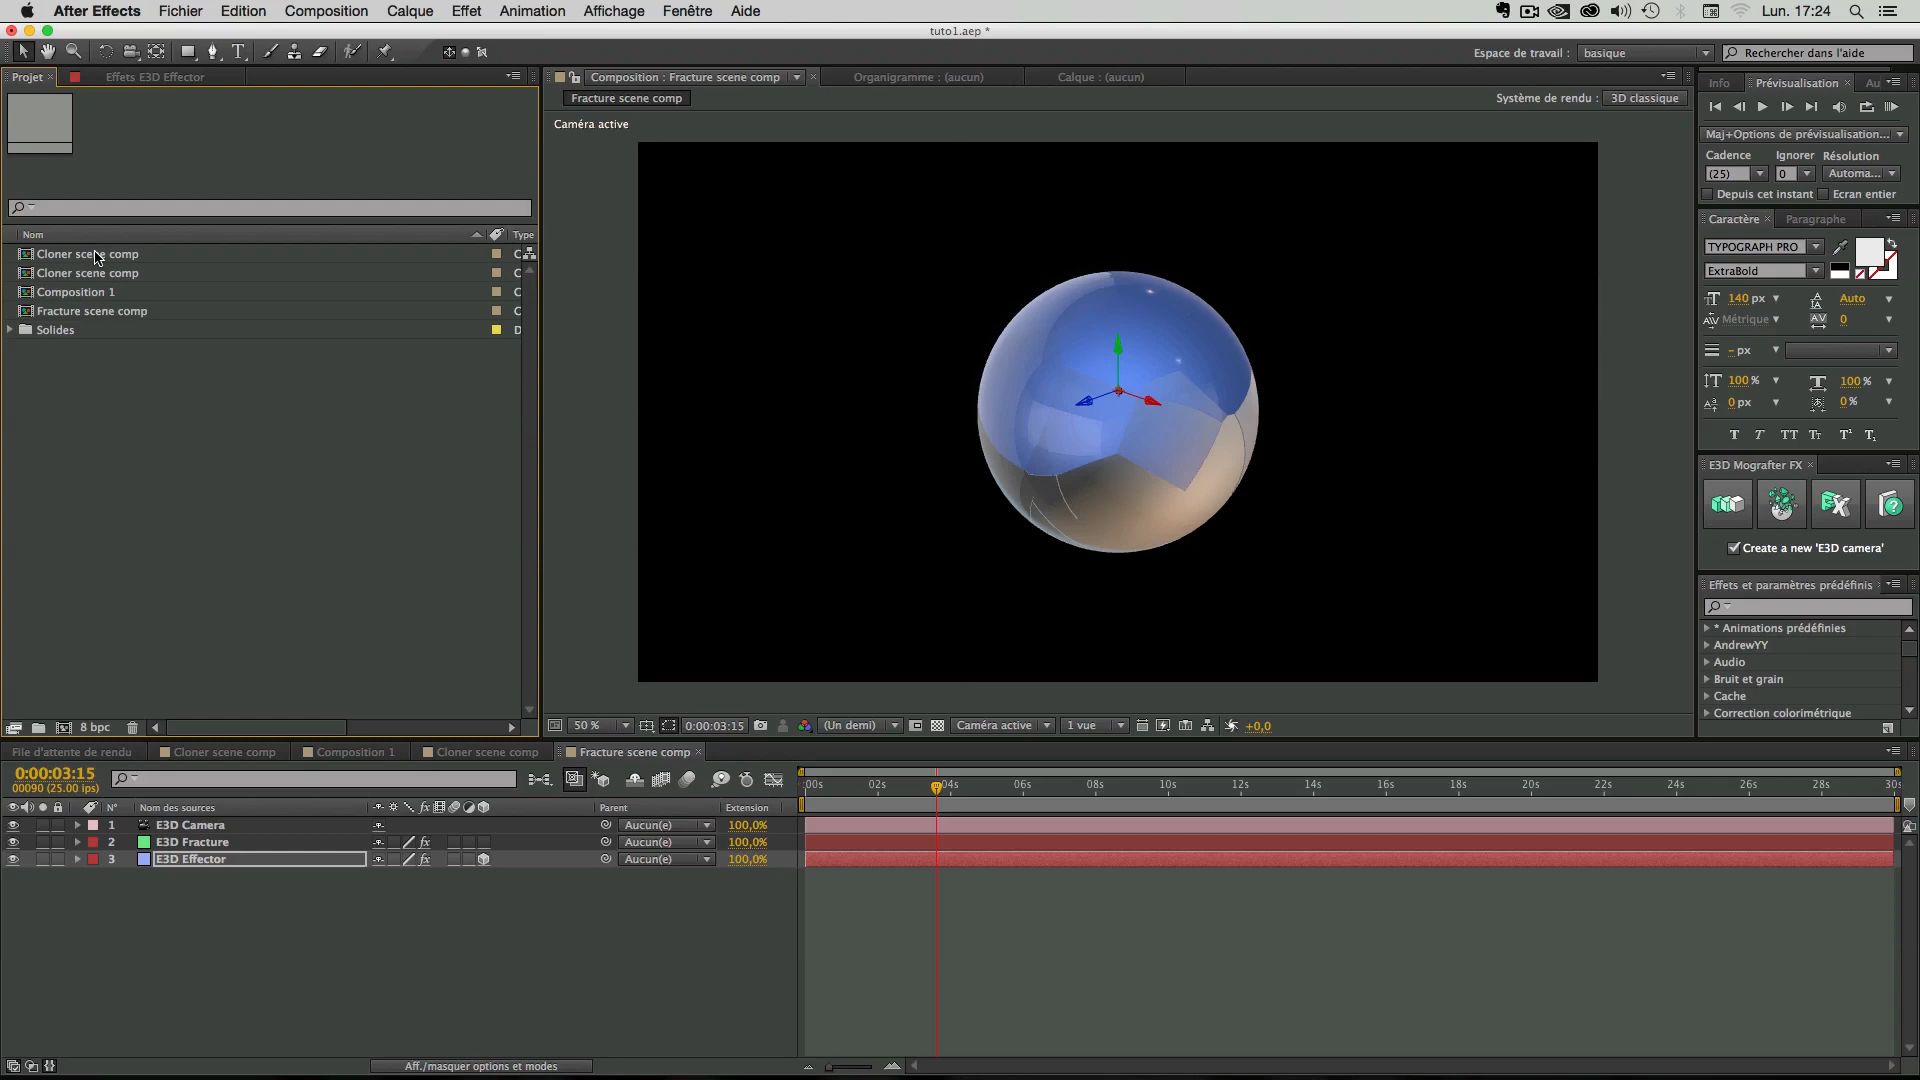 After Effects Fichier Edition Composition Calque Effet Animation Affichage Fenêtre Aide Lun. 17:24
tuto1.aep *
Espace de travail : basique Rechercher dans l'aide
Projet Effets E3D Effector Composition : Fracture scene comp Organigramme : (aucun) Calque : (aucun)
Info Prévisualisation Au
Fracture scene comp Système de rendu : 3D classique
Caméra active
Maj+Options de prévisualisation...
Cadence Ignorer Résolution
(25) 0 Automa...
Depuis cet instant Ecran entier
Caractère Paragraphe
Nom Type
Cloner scene comp C
Cloner scene comp C
Composition 1 C
Fracture scene comp C
Solides D
TYPOGRAPH PRO
ExtraBold
140 px Auto
Métrique 0
- px
100 % 100 %
0 px 0 %
T T TT Tr T¹ T₁
E3D Mografter FX
Create a new 'E3D camera'
Effets et paramètres prédéfinis
* Animations prédéfinies
AndrewYY
Audio
Bruit et grain
Cache
Correction colorimétrique
8 bpc
50 % 0:00:03:15 (Un demi) Caméra active 1 vue +0,0
File d'attente de rendu Cloner scene comp Composition 1 Cloner scene comp Fracture scene comp
0:00:03:15
00090 (25.00 ips)
:00s 02s 04s 06s 08s 10s 12s 14s 16s 18s 20s 22s 24s 26s 28s 30s
N° Nom des sources fx Parent Extension
1 E3D Camera Aucun(e) 100,0%
2 E3D Fracture fx Aucun(e) 100,0%
3 E3D Effector fx Aucun(e) 100,0%
Aff./masquer options et modes